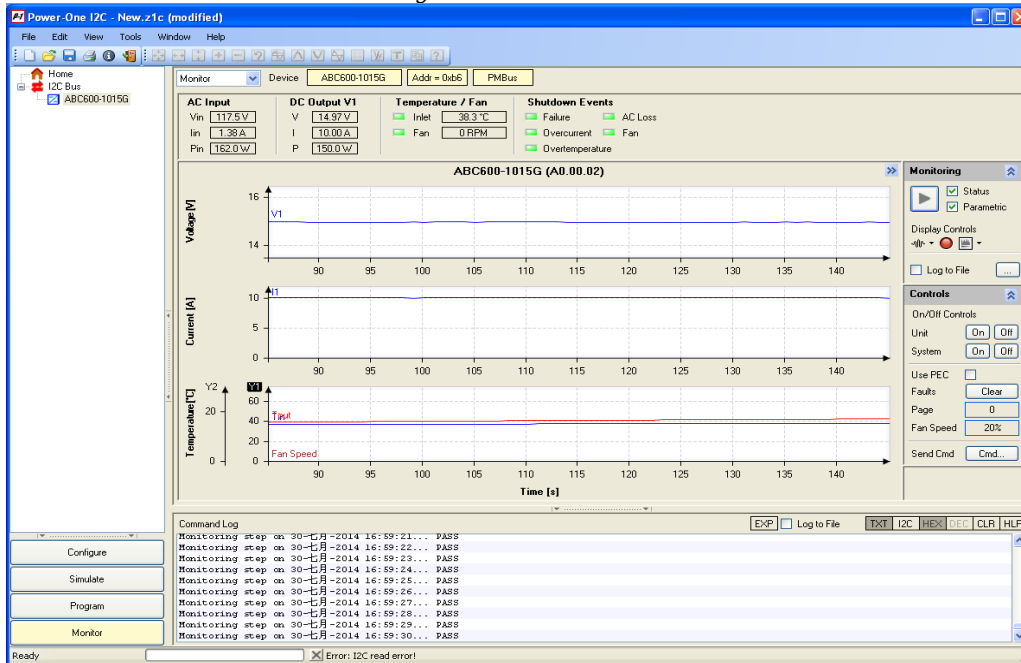 Power-One I2C - New.z1c (modified)
File Edit View Tools Window Help
Home
I2C Bus
ABC600-1015G
Monitor Device ABC600-1015G Addr = 0xb6 PMBus
AC Input DC Output V1 Temperature / Fan Shutdown Events
Vin 117.5 V V 14.97 V Inlet 38.3 °C Failure AC Loss
Iin 1.38 A I 10.00 A Fan 0 RPM Overcurrent Fan
Pin 162.0 W P 150.0 W Overtemperature
ABC600-1015G (A0.00.02)
Voltage [V]
16
V1
14
90 95 100 105 110 115 120 125 130 135 140
Current [A]
10 I1
5
0
90 95 100 105 110 115 120 125 130 135 140
Temperature [°C]
Y2 Y1
60
20
40
Tin
20
0 0
Fan Speed
90 95 100 105 110 115 120 125 130 135 140
Time [s]
Monitoring
Status
Parametric
Display Controls
Log to File ...
Controls
On/Off Controls
Unit On Off
System On Off
Use PEC
Faults Clear
Page 0
Fan Speed 20%
Send Cmd Cmd...
Command Log EXP Log to File TXT I2C HEX DEC CLR HLP
Monitoring step on 30-七月-2014 16:59:21... PASS
Monitoring step on 30-七月-2014 16:59:22... PASS
Monitoring step on 30-七月-2014 16:59:23... PASS
Monitoring step on 30-七月-2014 16:59:24... PASS
Monitoring step on 30-七月-2014 16:59:25... PASS
Monitoring step on 30-七月-2014 16:59:26... PASS
Monitoring step on 30-七月-2014 16:59:27... PASS
Monitoring step on 30-七月-2014 16:59:28... PASS
Monitoring step on 30-七月-2014 16:59:29... PASS
Monitoring step on 30-七月-2014 16:59:30... PASS
Configure
Simulate
Program
Monitor
Ready Error: I2C read error!